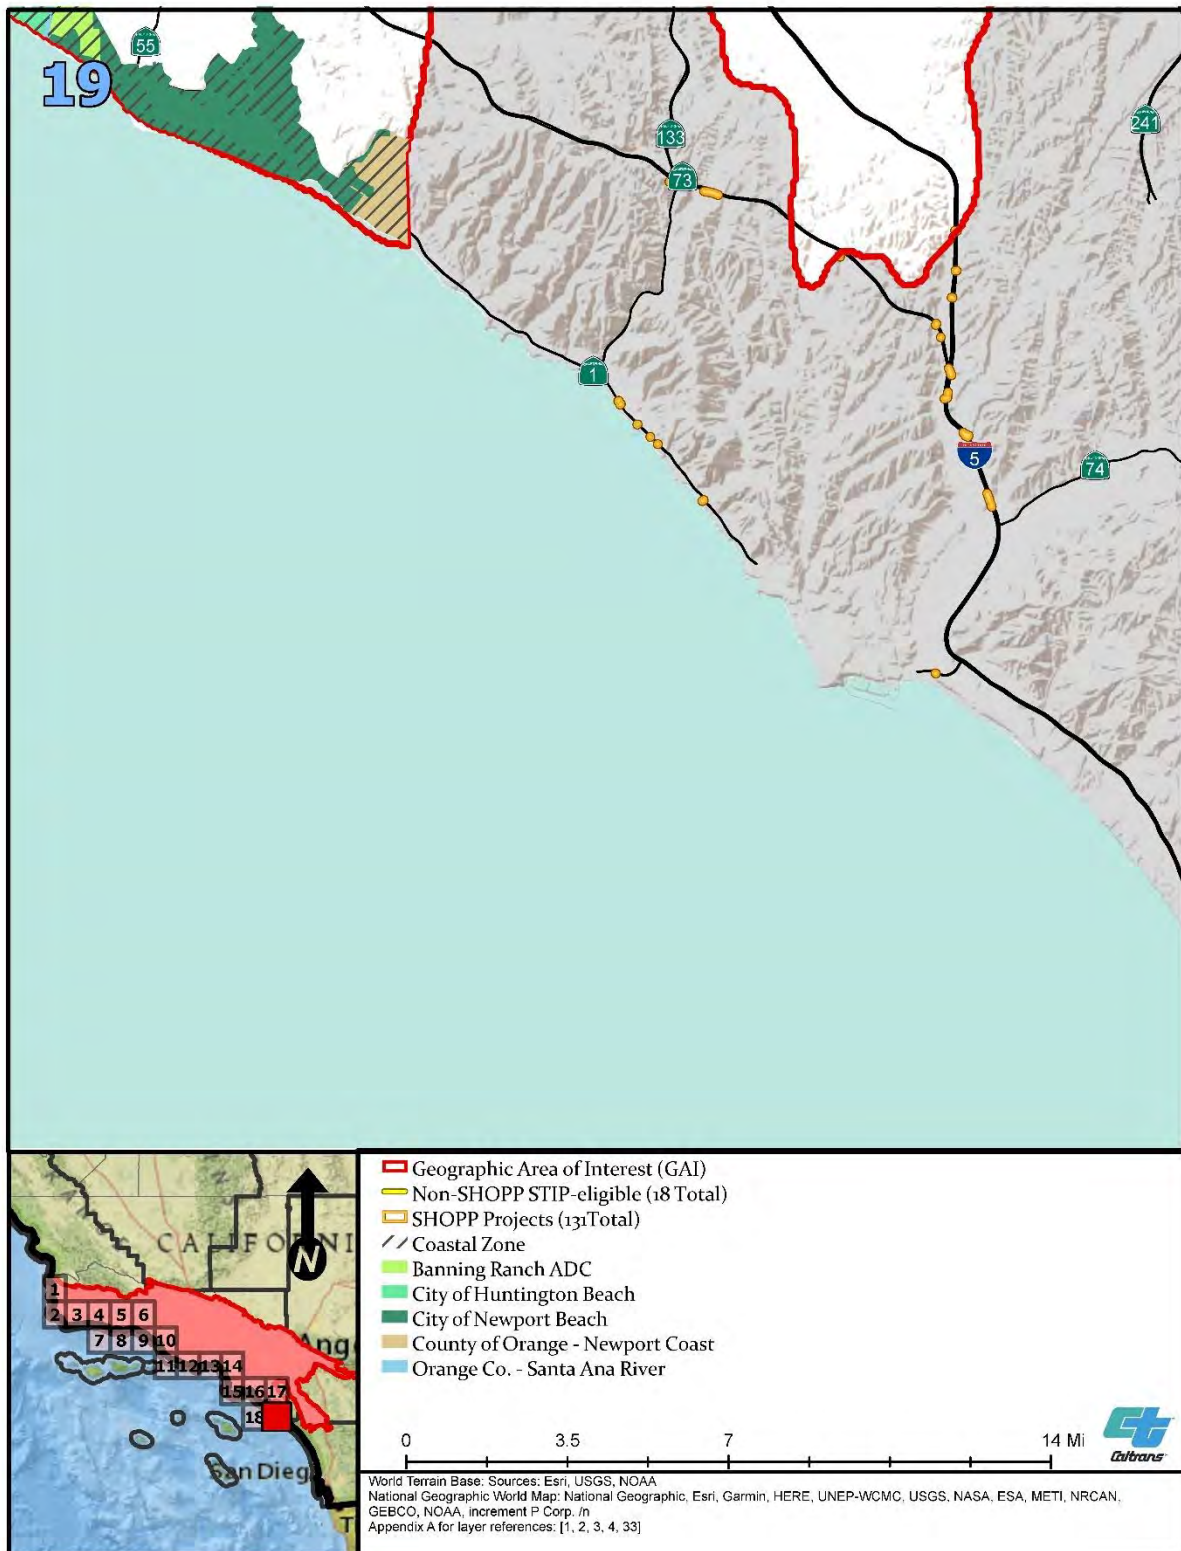 55
19
133
73
241
1
5
74
CALIFORNI
Ange
San Dieg
T
1
2 3 4 5 6
7 8 9 10
11 12 13 14
15 16 17
18
N
Geographic Area of Interest (GAI)
Non-SHOPP STIP-eligible (18 Total)
SHOPP Projects (131Total)
Coastal Zone
Banning Ranch ADC
City of Huntington Beach
City of Newport Beach
County of Orange - Newport Coast
Orange Co. - Santa Ana River
0 3.5 7 14 Mi
ct
Caltrans
World Terrain Base: Sources: Esri, USGS, NOAA
National Geographic World Map: National Geographic, Esri, Garmin, HERE, UNEP-WCMC, USGS, NASA, ESA, METI, NRCAN,
GEBCO, NOAA, increment P Corp. /n
Appendix A for layer references: [1, 2, 3, 4, 33]